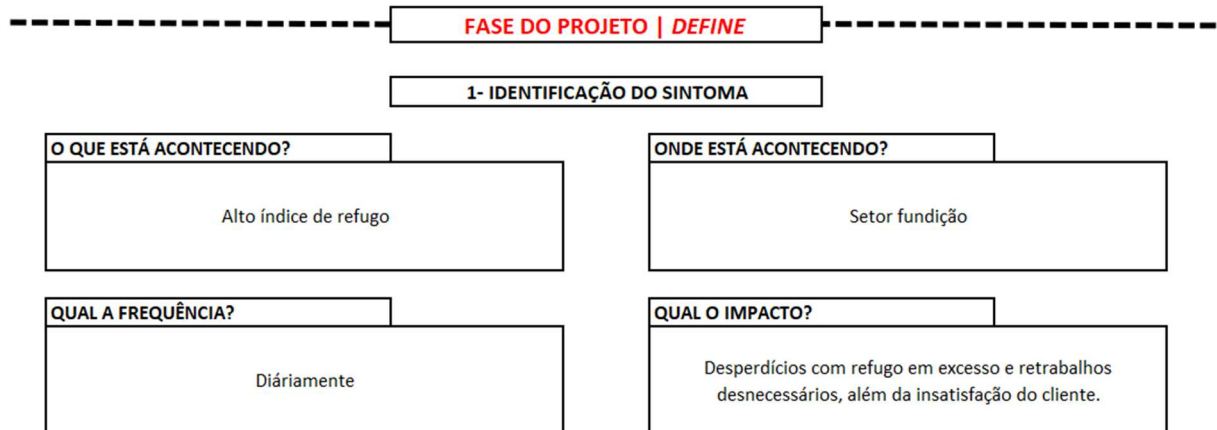 FASE DO PROJETO | DEFINE
1- IDENTIFICAÇÃO DO SINTOMA
O QUE ESTÁ ACONTECENDO?
Alto índice de refugo
ONDE ESTÁ ACONTECENDO?
Setor fundição
QUAL A FREQUÊNCIA?
Diáriamente
QUAL O IMPACTO?
Desperdícios com refugo em excesso e retrabalhos
desnecessários, além da insatisfação do cliente.